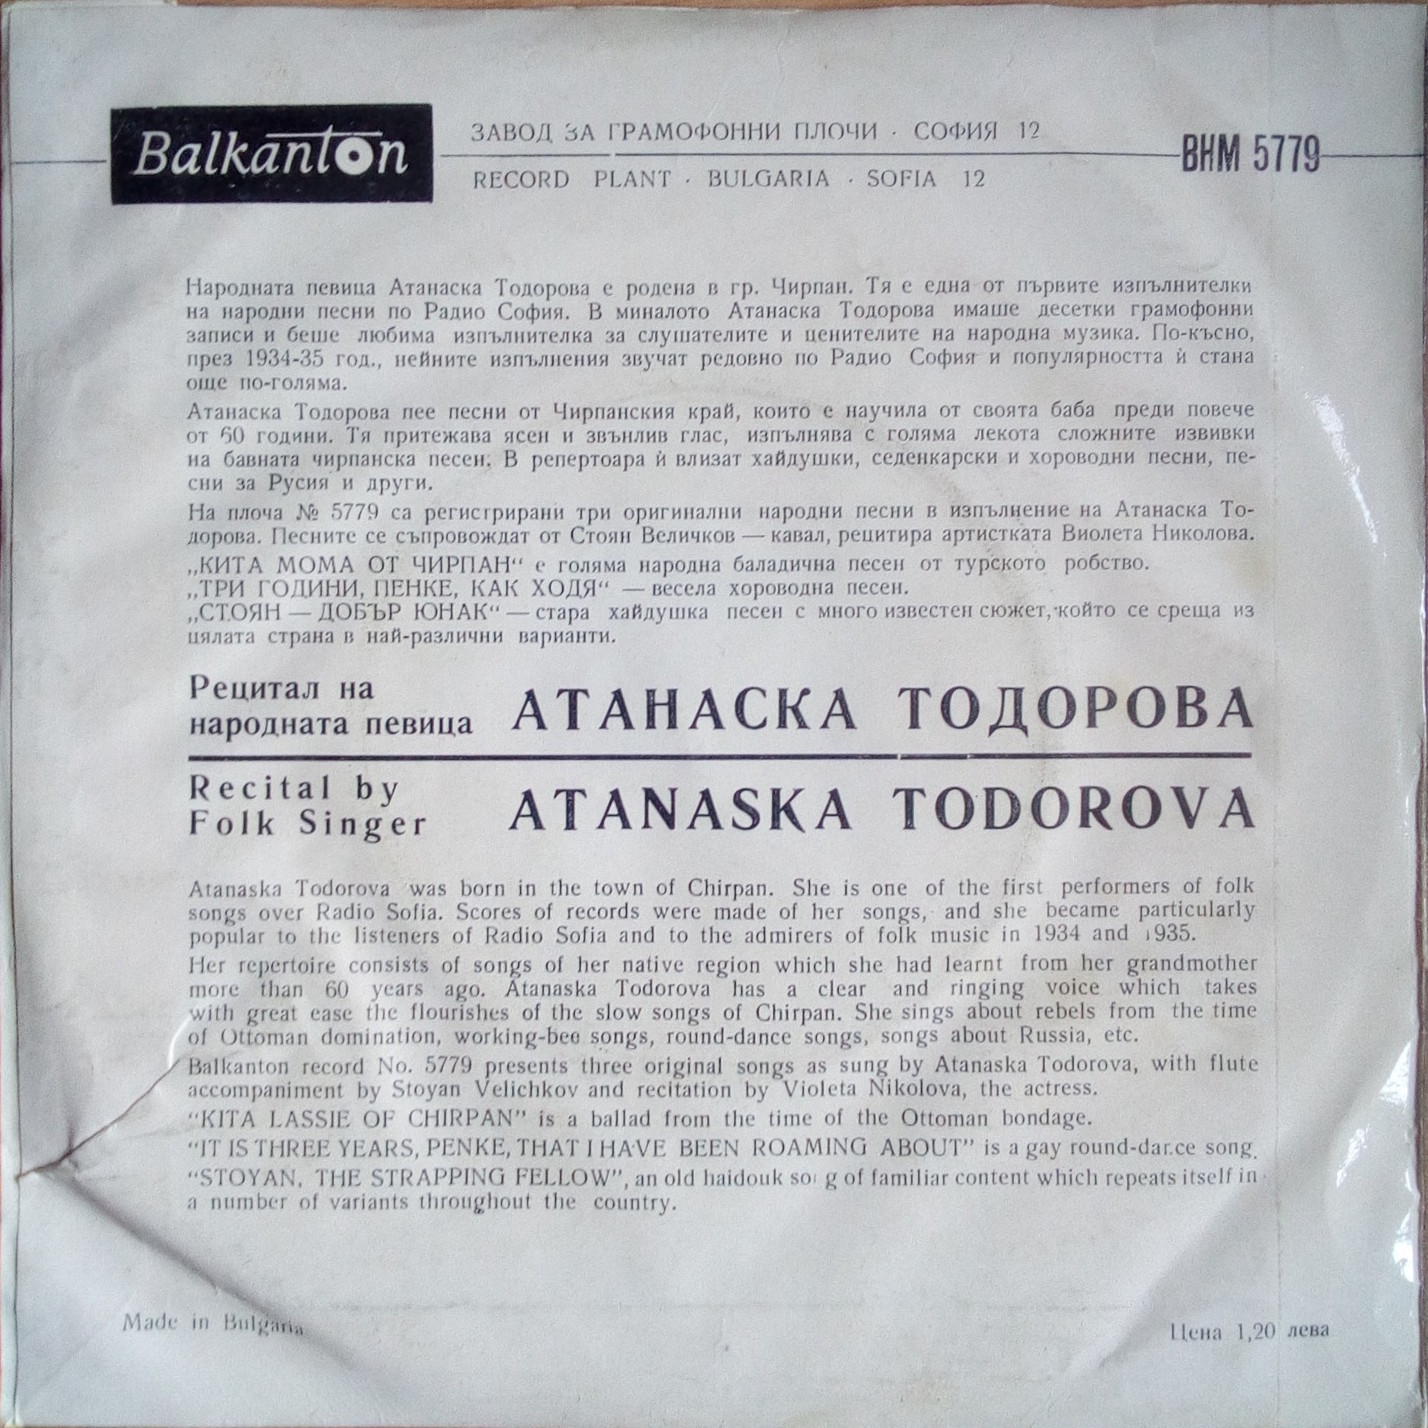 Balkanton
ЗАВОД ЗА ГРАМОФОННИ ПЛОЧИ · СОФИЯ 12
RECORD PLANT · BULGARIA · SOFIA 12
ВНМ 5779
Народната певица Атанаска Тодорова е родена в гр. Чирпан. Тя е една от първите изпълнителки
на народни песни по Радио София. В миналото Атанаска Тодорова имаше десетки грамофонни
записи и беше любима изпълнителка за слушателите и ценителите на народна музика. По-късно,
през 1934-35 год., нейните изпълнения звучат редовно по Радио София и популярността ѝ стана
още по-голяма.
Атанаска Тодорова пее песни от Чирпанския край, които е научила от своята баба преди повече
от 60 години. Тя притежава ясен и звънлив глас, изпълнява с голяма лекота сложните извивки
на бавната чирпанска песен. В репертоара ѝ влизат хайдушки, седенкарски и хороводни песни, пе-
сни за Русия и други.
На плоча № 5779 са регистрирани три оригинални народни песни в изпълнение на Атанаска То-
дорова. Песните се съпровождат от Стоян Величков — кавал, рецитира артистката Виолета Николова.
„КИТА МОМА ОТ ЧИРПАН“ е голяма народна баладична песен от турското робство.
„ТРИ ГОДИНИ, ПЕНКЕ, КАК ХОДЯ“ — весела хороводна песен.
„СТОЯН — ДОБЪР ЮНАК“ — стара хайдушка песен с много известен сюжет, който се среща из
цялата страна в най-различни варианти.
Рецитал на
народната певица АТАНАСКА ТОДОРОВА
Recital by
Folk Singer ATANASKA TODOROVA
Atanaska Todorova was born in the town of Chirpan. She is one of the first performers of folk
songs over Radio Sofia. Scores of records were made of her songs, and she became particularly
popular to the listeners of Radio Sofia and to the admirers of folk music in 1934 and 1935.
Her repertoire consists of songs of her native region which she had learnt from her grandmother
more than 60 years ago. Atanaska Todorova has a clear and ringing voice which takes
with great ease the flourishes of the slow songs of Chirpan. She sings about rebels from the time
of Ottoman domination, working-bee songs, round-dance songs, songs about Russia, etc.
Balkanton record No. 5779 presents three original songs as sung by Atanaska Todorova, with flute
accompaniment by Stoyan Velichkov and recitation by Violeta Nikolova, the actress.
“KITA LASSIE OF CHIRPAN” is a ballad from the time of the Ottoman bondage.
“IT IS THREE YEARS, PENKE, THAT I HAVE BEEN ROAMING ABOUT” is a gay round-dance song.
“STOYAN, THE STRAPPING FELLOW”, an old haidouk song of familiar content which repeats itself in
a number of variants throughout the country.
Made in Bulgaria
Цена 1,20 лева